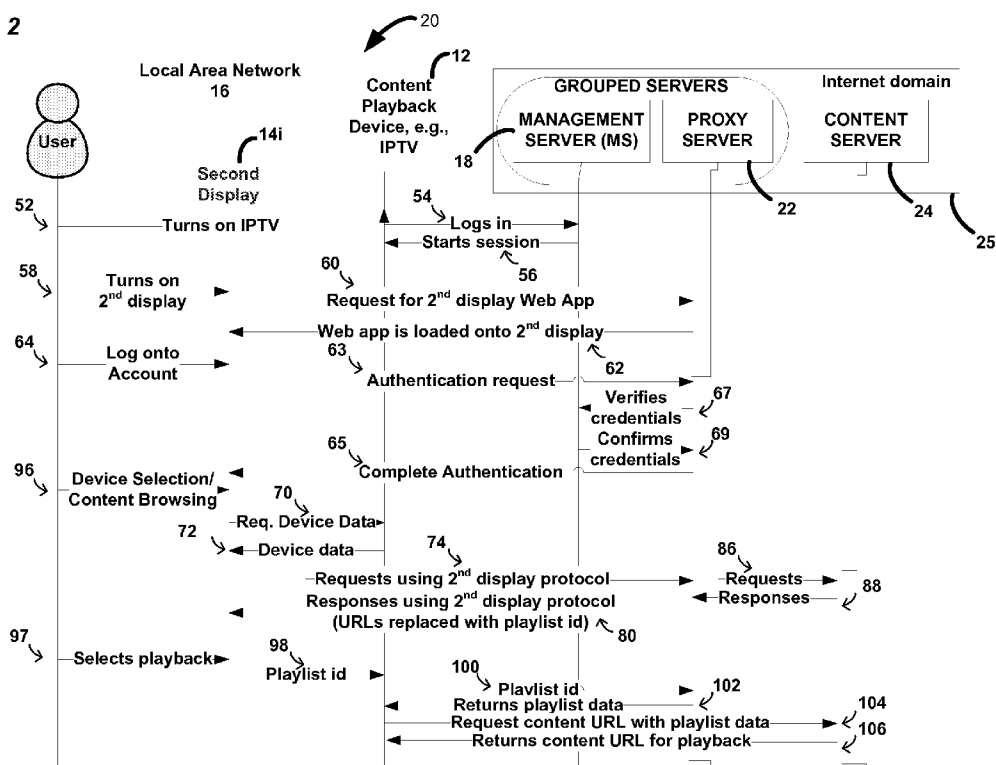 2
20
12
Local Area Network
16
Content
Playback
Device, e.g.,
IPTV
Internet domain
GROUPED SERVERS
MANAGEMENT
SERVER (MS)
PROXY
SERVER
CONTENT
SERVER
User
14i
Second
Display
18
22
24
25
52
Turns on IPTV
54
Logs in
Starts session
56
58
Turns on
2nd display
60
Request for 2nd display Web App
Web app is loaded onto 2nd display
62
64
Log onto
Account
63
Authentication request
Verifies
credentials
67
Confirms
credentials
69
65
Complete Authentication
96
Device Selection/
Content Browsing
70
Req. Device Data
72
Device data
74
Requests using 2nd display protocol
86
Requests
Responses
88
Responses using 2nd display protocol
(URLs replaced with playlist id)
80
97
Selects playback
98
Playlist id
100
Playlist id
102
Returns playlist data
104
Request content URL with playlist data
106
Returns content URL for playback